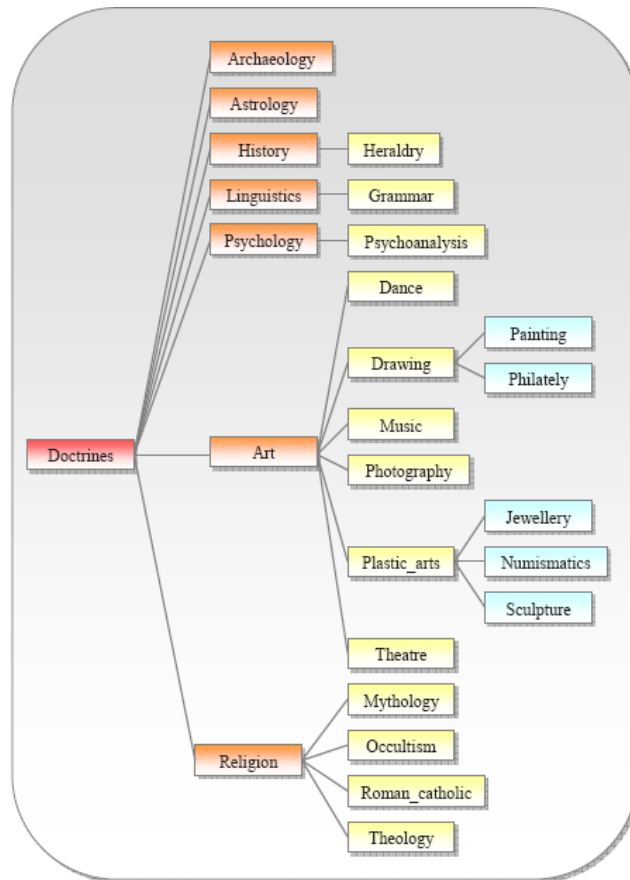 Archaeology
Astrology
History
Heraldry
Linguistics
Grammar
Psychology
Psychoanalysis
Dance
Painting
Drawing
Philately
Music
Doctrines
Art
Photography
Jewellery
Plastic_arts
Numismatics
Sculpture
Theatre
Mythology
Occultism
Religion
Roman_catholic
Theology